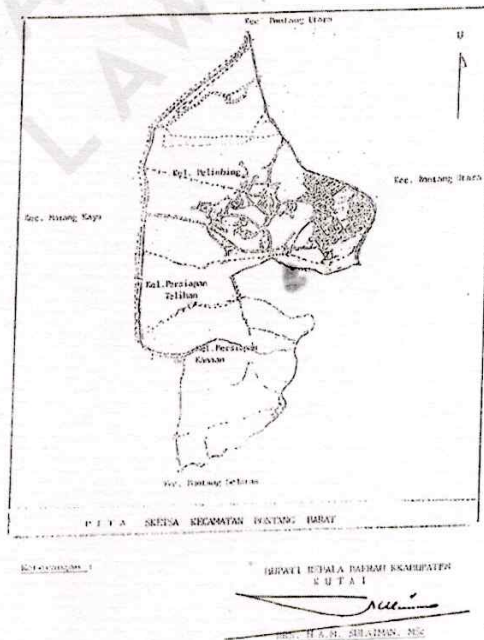 Kec. Bontang Utara
U
Kel. Belimbing
Kec. Bontang Utara
Kec. Marang Kayu
Kel.Persiapan
Telihan
Kel.Persiapan
Kanaan
Kec. Bontang Selatan
P E T A SKETSA KECAMATAN BONTANG BARAT
Keterangan :
BUPATI KEPALA DAERAH KABUPATEN
K U T A I
DRS. H A.M. SULAIMAN, MSc